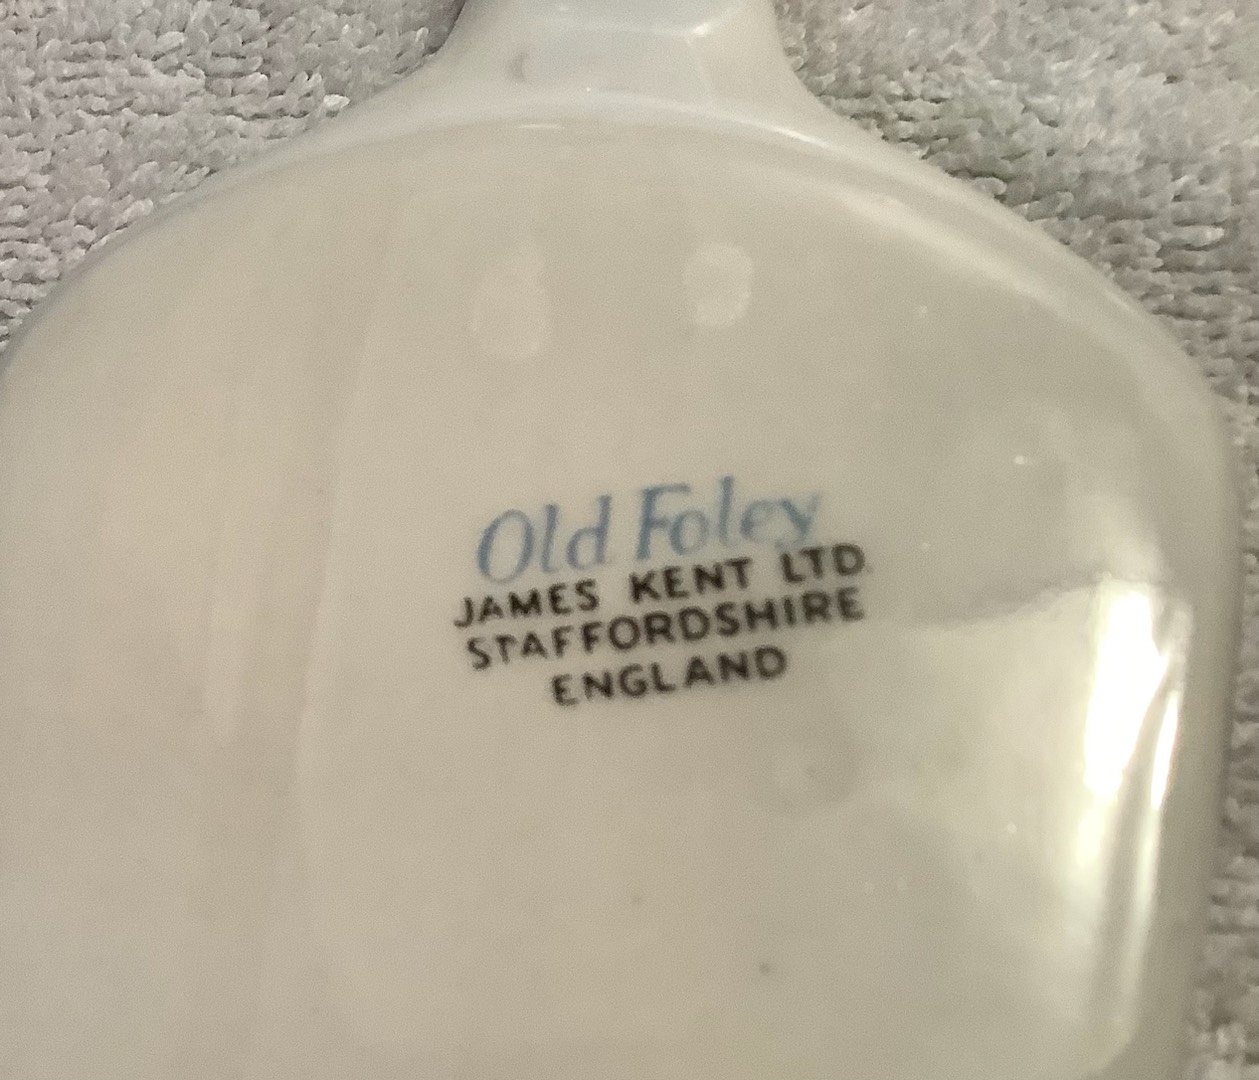 Old Foley
JAMES KENT LTD.
STAFFORDSHIRE
ENGLAND